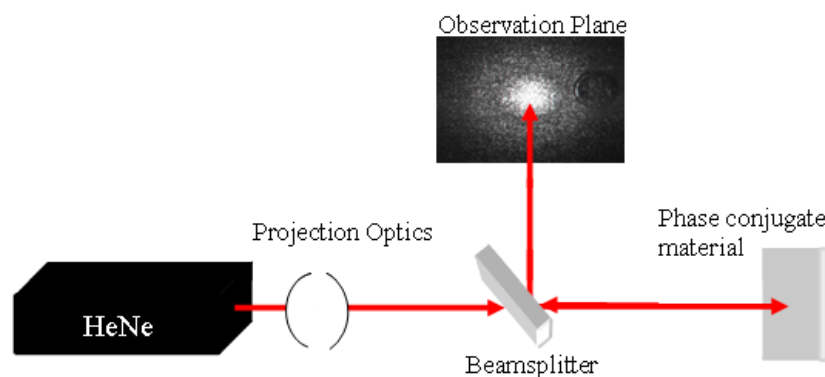 Observation Plane
Projection Optics
Phase conjugate
material
HeNe
Beamsplitter